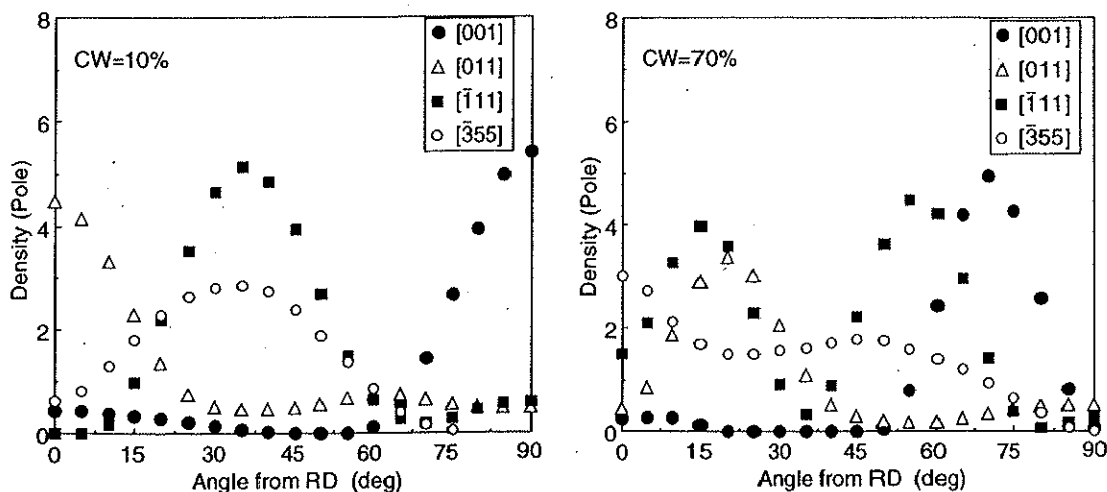 8
CW=10%
[001]
[011]
[1̄11]
[3̄55]
6
4
2
0
Density (Pole)
0 15 30 45 60 75 90
Angle from RD (deg)
8
CW=70%
[001]
[011]
[1̄11]
[3̄55]
6
4
2
0
Density (Pole)
0 15 30 45 60 75 90
Angle from RD (deg)